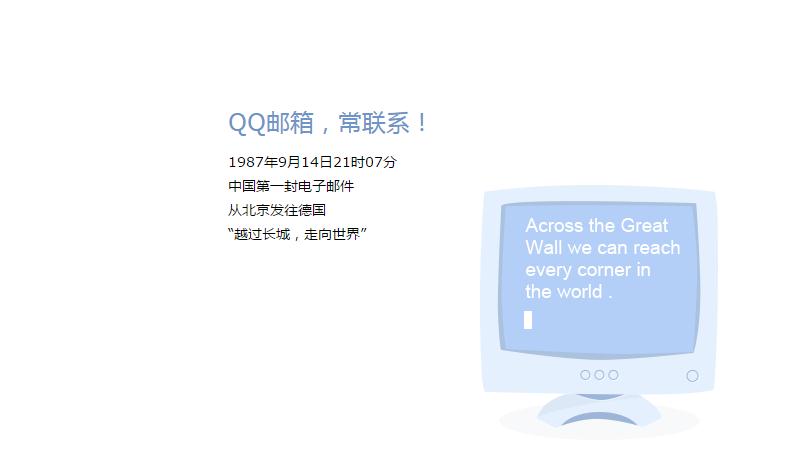 QQ邮箱，常联系！
1987年9月14日21时07分
中国第一封电子邮件
从北京发往德国
“越过长城，走向世界”
Across the Great
Wall we can reach
every corner in
the world .